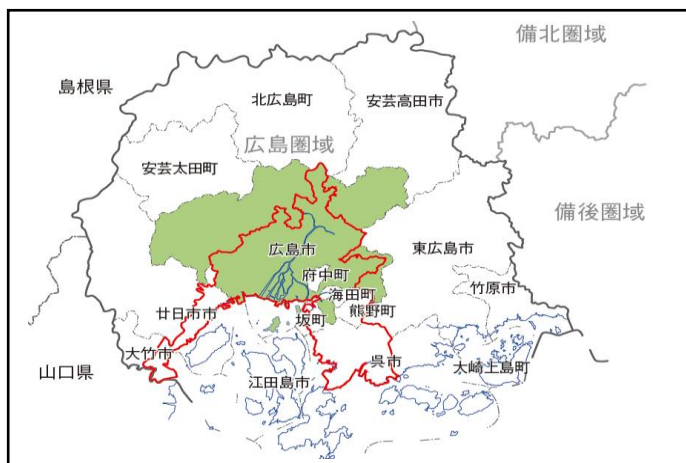 備北圏域
島根県
北広島町
安芸高田市
広島圏域
安芸太田町
備後圏域
広島市
東広島市
府中町
海田町
竹原市
廿日市市
坂町
熊野町
大竹市
呉市
大崎上島町
山口県
江田島市